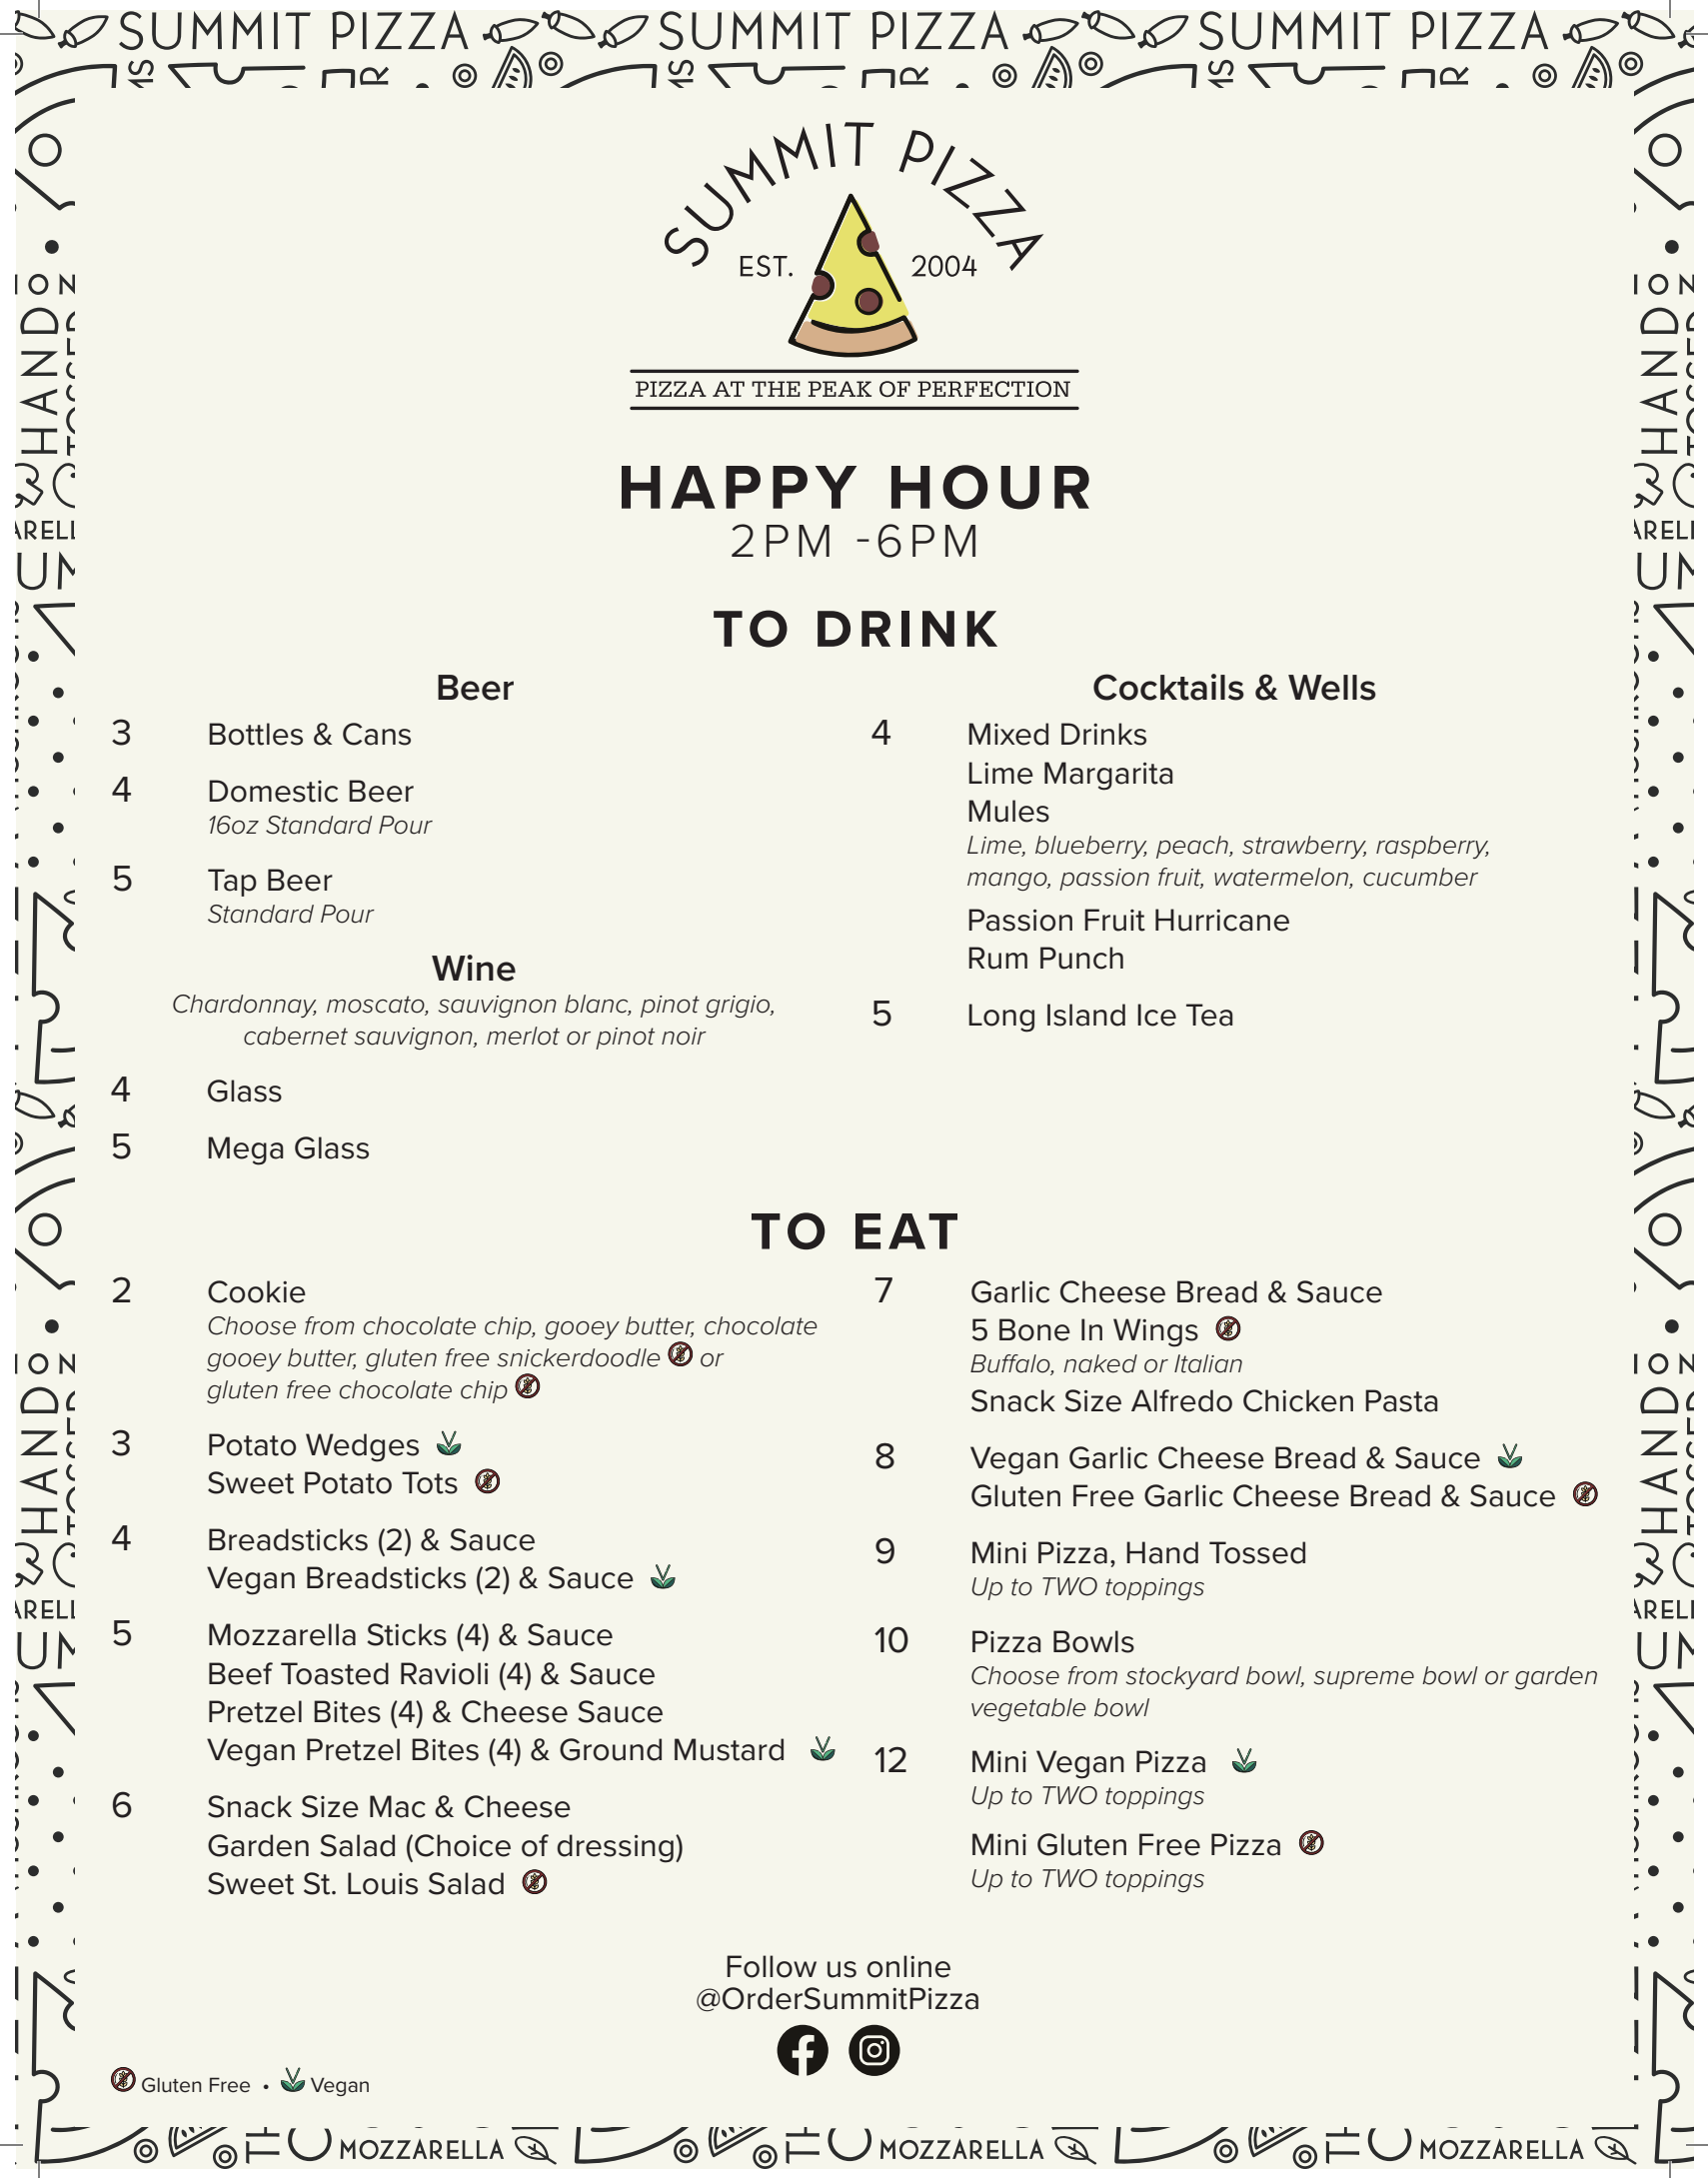 SUMMIT PIZZA SUMMIT PIZZA SUMMIT PIZZA
SUMMIT PIZZA
EST. 2004
PIZZA AT THE PEAK OF PERFECTION
HAPPY HOUR
2PM -6PM
TO DRINK
Beer
3 Bottles & Cans
4 Domestic Beer
16oz Standard Pour
5 Tap Beer
Standard Pour
Wine
Chardonnay, moscato, sauvignon blanc, pinot grigio,
cabernet sauvignon, merlot or pinot noir
4 Glass
5 Mega Glass
Cocktails & Wells
4 Mixed Drinks
Lime Margarita
Mules
Lime, blueberry, peach, strawberry, raspberry,
mango, passion fruit, watermelon, cucumber
Passion Fruit Hurricane
Rum Punch
5 Long Island Ice Tea
TO EAT
2 Cookie
Choose from chocolate chip, gooey butter, chocolate
gooey butter, gluten free snickerdoodle or
gluten free chocolate chip
3 Potato Wedges
Sweet Potato Tots
4 Breadsticks (2) & Sauce
Vegan Breadsticks (2) & Sauce
5 Mozzarella Sticks (4) & Sauce
Beef Toasted Ravioli (4) & Sauce
Pretzel Bites (4) & Cheese Sauce
Vegan Pretzel Bites (4) & Ground Mustard
6 Snack Size Mac & Cheese
Garden Salad (Choice of dressing)
Sweet St. Louis Salad
7 Garlic Cheese Bread & Sauce
5 Bone In Wings
Buffalo, naked or Italian
Snack Size Alfredo Chicken Pasta
8 Vegan Garlic Cheese Bread & Sauce
Gluten Free Garlic Cheese Bread & Sauce
9 Mini Pizza, Hand Tossed
Up to TWO toppings
10 Pizza Bowls
Choose from stockyard bowl, supreme bowl or garden
vegetable bowl
12 Mini Vegan Pizza
Up to TWO toppings
Mini Gluten Free Pizza
Up to TWO toppings
Follow us online
@OrderSummitPizza
Gluten Free • Vegan
HAND
HAND
HAND
HAND
MOZZARELLA MOZZARELLA MOZZARELLA